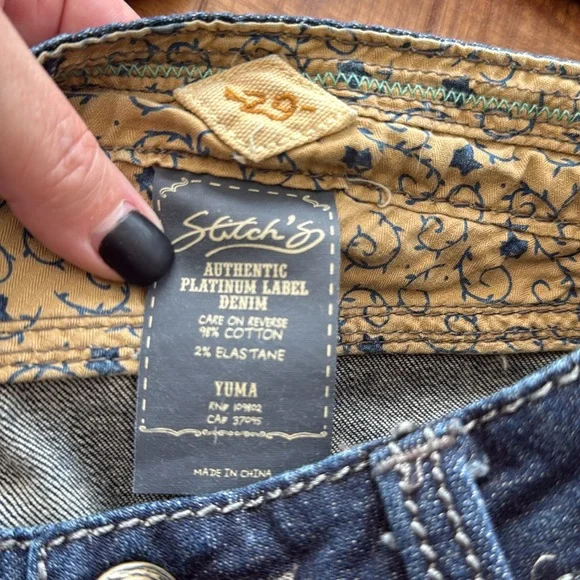 -29-
Stitch's
AUTHENTIC
PLATINUM LABEL
DENIM
CARE ON REVERSE
98% COTTON
2% ELASTANE
YUMA
RN# 109802
CA# 37095
MADE IN CHINA